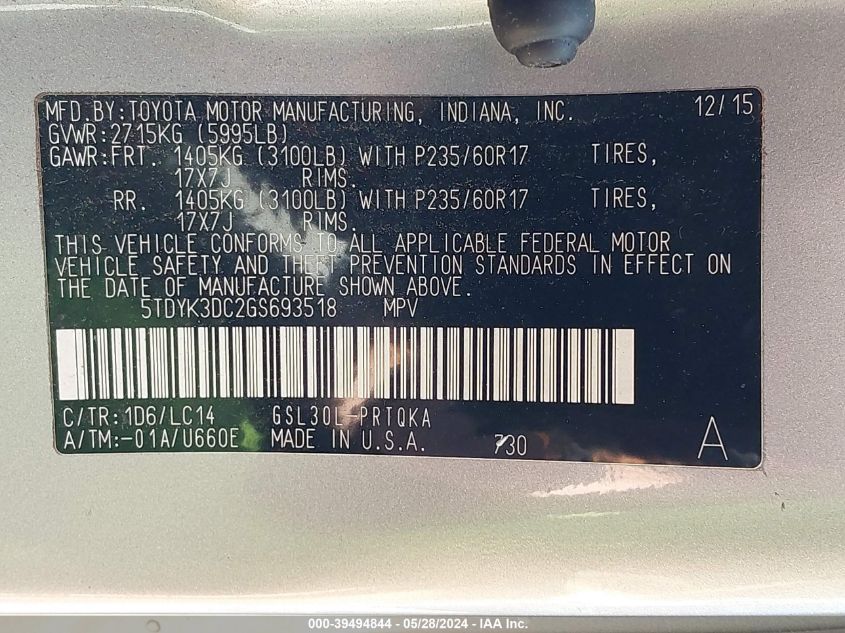 MFD.BY:TOYOTA MOTOR MANUFACTURING, INDIANA, INC. 12/15
GVWR:2715KG (5995LB)
GAWR:FRT. 1405KG (3100LB) WITH P235/60R17 TIRES,
17X7J RIMS.
RR. 1405KG (3100LB) WITH P235/60R17 TIRES,
17X7J RIMS.
THIS VEHICLE CONFORMS TO ALL APPLICABLE FEDERAL MOTOR
VEHICLE SAFETY AND THEFT PREVENTION STANDARDS IN EFFECT ON
THE DATE OF MANUFACTURE SHOWN ABOVE.
5TDYK3DC2GS693518 MPV
C/TR:1D6/LC14 GSL30L-PRTQKA
A/TM:-01A/U660E MADE IN U.S.A. 730 A
000-39494844 - 05/28/2024 - IAA Inc.